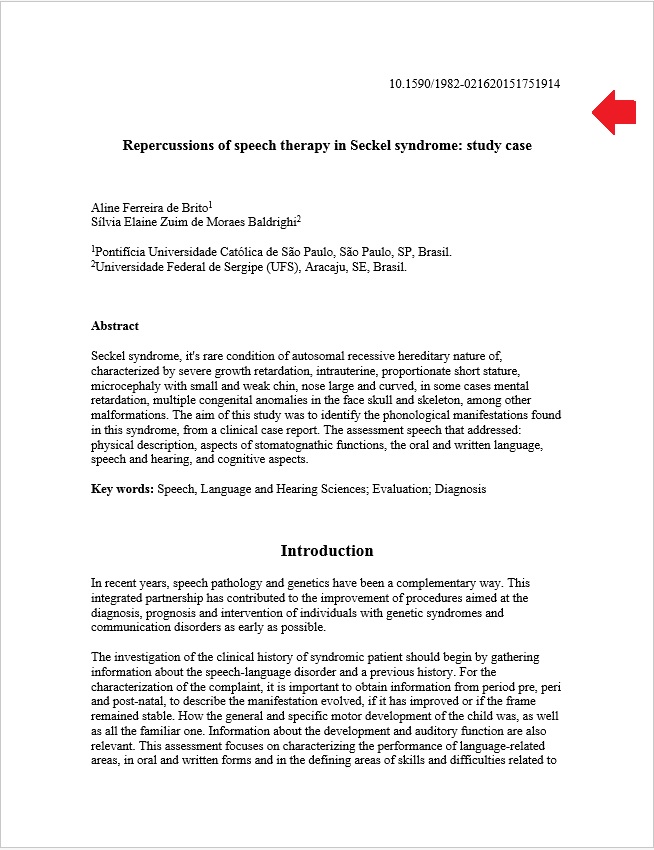 10.1590/1982-021620151751914
Repercussions of speech therapy in Seckel syndrome: study case
Aline Ferreira de Brito1
Sílvia Elaine Zuim de Moraes Baldrighi2
1Pontifícia Universidade Católica de São Paulo, São Paulo, SP, Brasil.
2Universidade Federal de Sergipe (UFS), Aracaju, SE, Brasil.
Abstract
Seckel syndrome, it's rare condition of autosomal recessive hereditary nature of,
characterized by severe growth retardation, intrauterine, proportionate short stature,
microcephaly with small and weak chin, nose large and curved, in some cases mental
retardation, multiple congenital anomalies in the face skull and skeleton, among other
malformations. The aim of this study was to identify the phonological manifestations found
in this syndrome, from a clinical case report. The assessment speech that addressed:
physical description, aspects of stomatognathic functions, the oral and written language,
speech and hearing, and cognitive aspects.
Key words: Speech, Language and Hearing Sciences; Evaluation; Diagnosis
Introduction
In recent years, speech pathology and genetics have been a complementary way. This
integrated partnership has contributed to the improvement of procedures aimed at the
diagnosis, prognosis and intervention of individuals with genetic syndromes and
communication disorders as early as possible.
The investigation of the clinical history of syndromic patient should begin by gathering
information about the speech-language disorder and a previous history. For the
characterization of the complaint, it is important to obtain information from period pre, peri
and post-natal, to describe the manifestation evolved, if it has improved or if the frame
remained stable. How the general and specific motor development of the child was, as well
as all the familiar one. Information about the development and auditory function are also
relevant. This assessment focuses on characterizing the performance of language-related
areas, in oral and written forms and in the defining areas of skills and difficulties related to